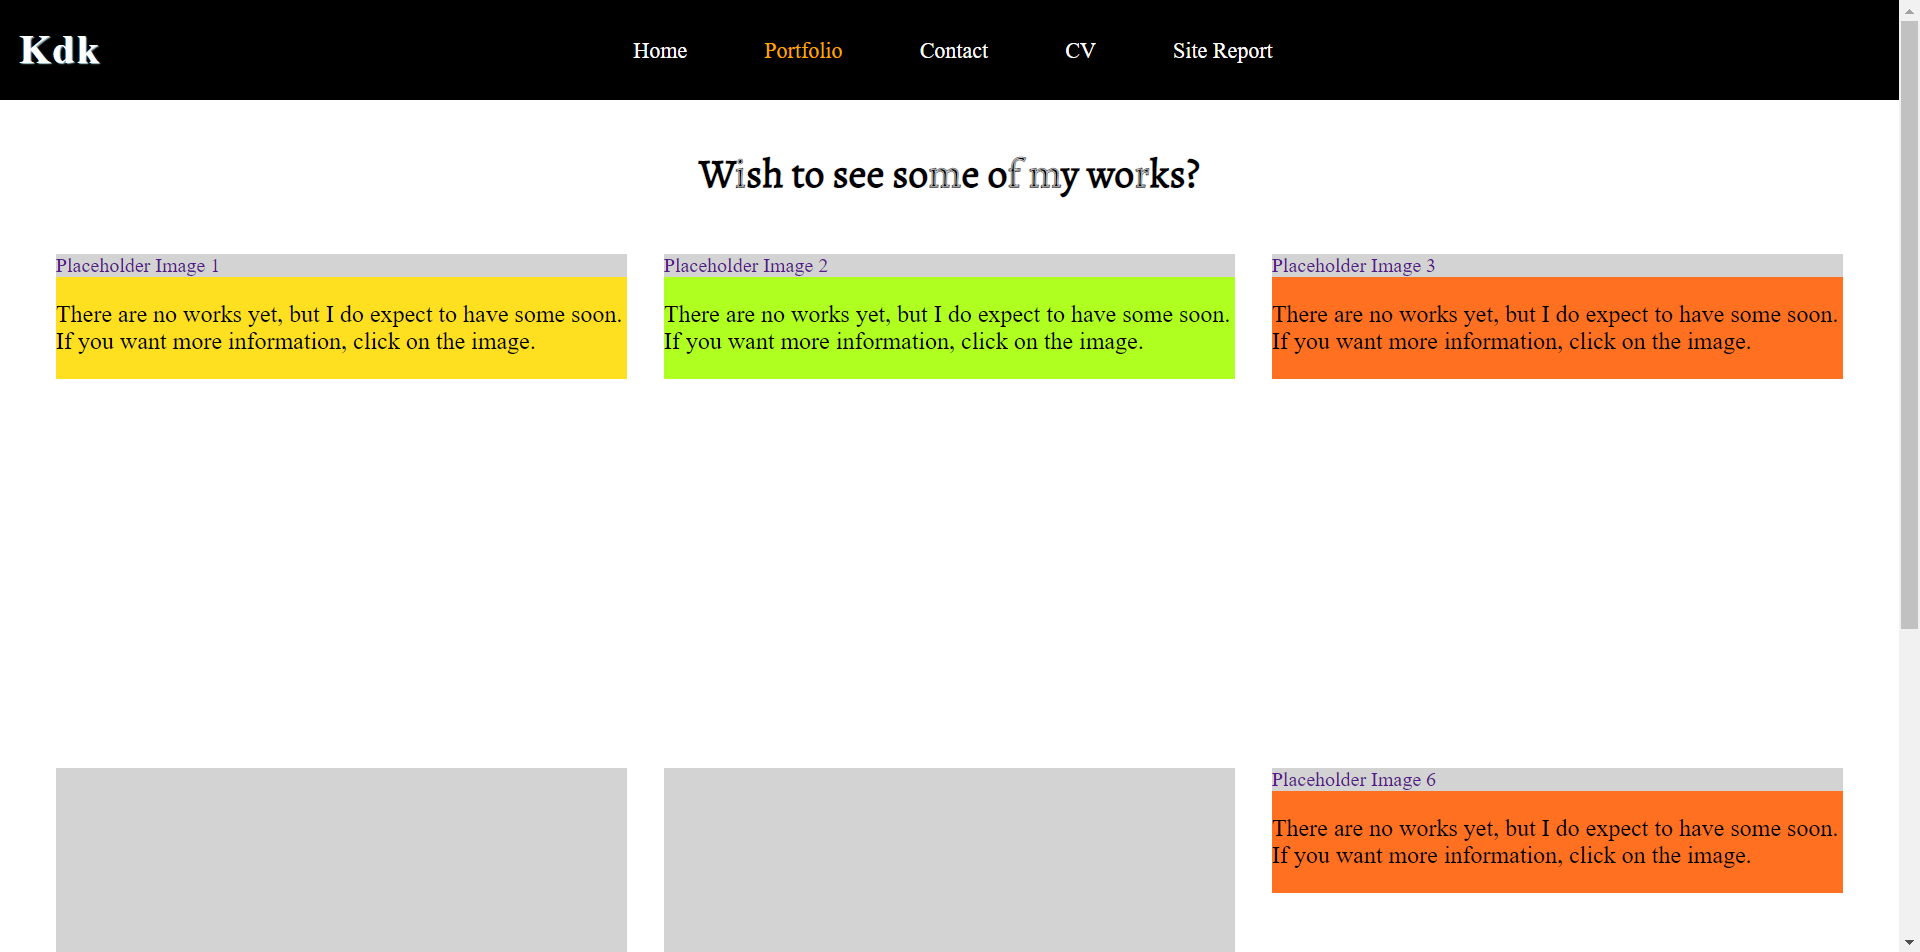 Kdk
Home Portfolio Contact CV Site Report
Wish to see some of my works?
Placeholder Image 1
There are no works yet, but I do expect to have some soon.
If you want more information, click on the image.
Placeholder Image 2
There are no works yet, but I do expect to have some soon.
If you want more information, click on the image.
Placeholder Image 3
There are no works yet, but I do expect to have some soon.
If you want more information, click on the image.
Placeholder Image 6
There are no works yet, but I do expect to have some soon.
If you want more information, click on the image.